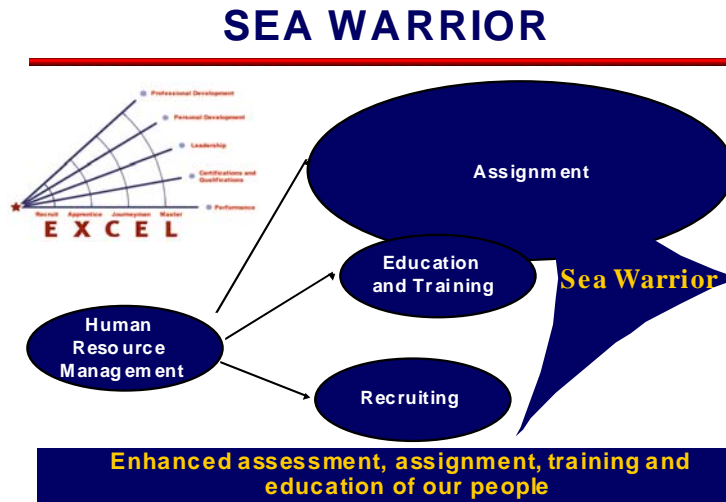 SEA WARRIOR
Professional Development
Personal Development
Leadership
Certifications and
Qualifications
Performance
Recruit Apprentice Journeyman Master
E X C E L
Assignment
Education
and Training
Sea Warrior
Human
Resource
Management
Recruiting
Enhanced assessment, assignment, training and
education of our people